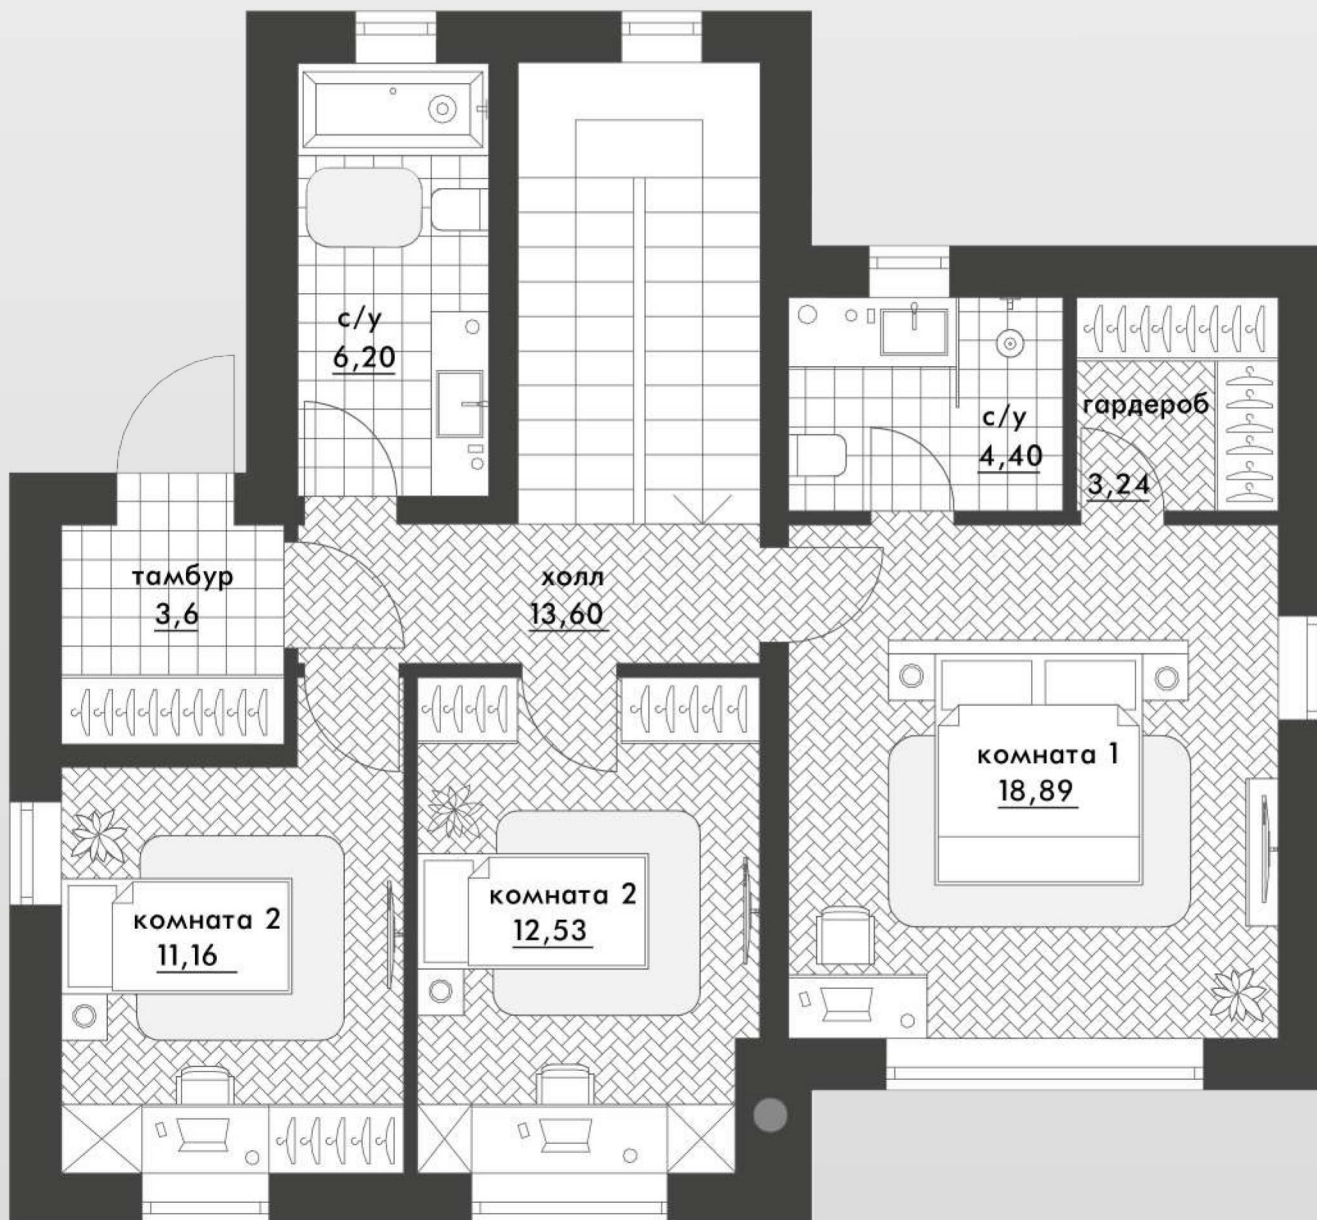 с/у
6,20
с/у
4,40
гардероб
3,24
тамбур
3,6
холл
13,60
комната 1
18,89
комната 2
12,53
комната 2
11,16